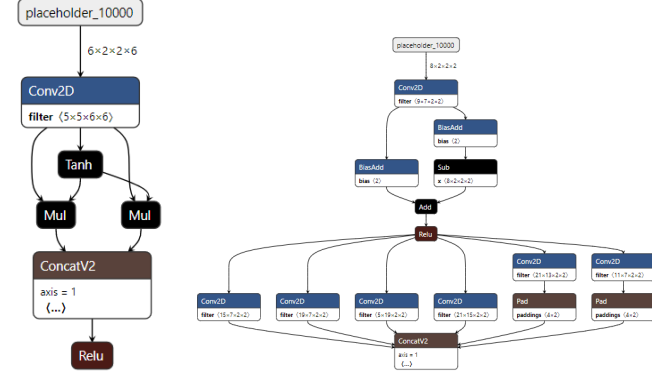 placeholder_10000
6×2×2×6
Conv2D
filter ⟨5×5×6×6⟩
Tanh
Mul
Mul
ConcatV2
axis = 1
⟨...⟩
Relu
placeholder_10000
8×2×2×2
Conv2D
filter ⟨9×7×2×2⟩
BiasAdd
bias ⟨2⟩
BiasAdd
bias ⟨2⟩
Sub
x ⟨8×2×2×2⟩
Add
Relu
Conv2D
filter ⟨21×13×2×2⟩
Conv2D
filter ⟨11×7×2×2⟩
Conv2D
filter ⟨15×7×2×2⟩
Conv2D
filter ⟨19×7×2×2⟩
Conv2D
filter ⟨5×19×2×2⟩
Conv2D
filter ⟨21×15×2×2⟩
Pad
paddings ⟨4×2⟩
Pad
paddings ⟨4×2⟩
ConcatV2
axis = 1
⟨...⟩